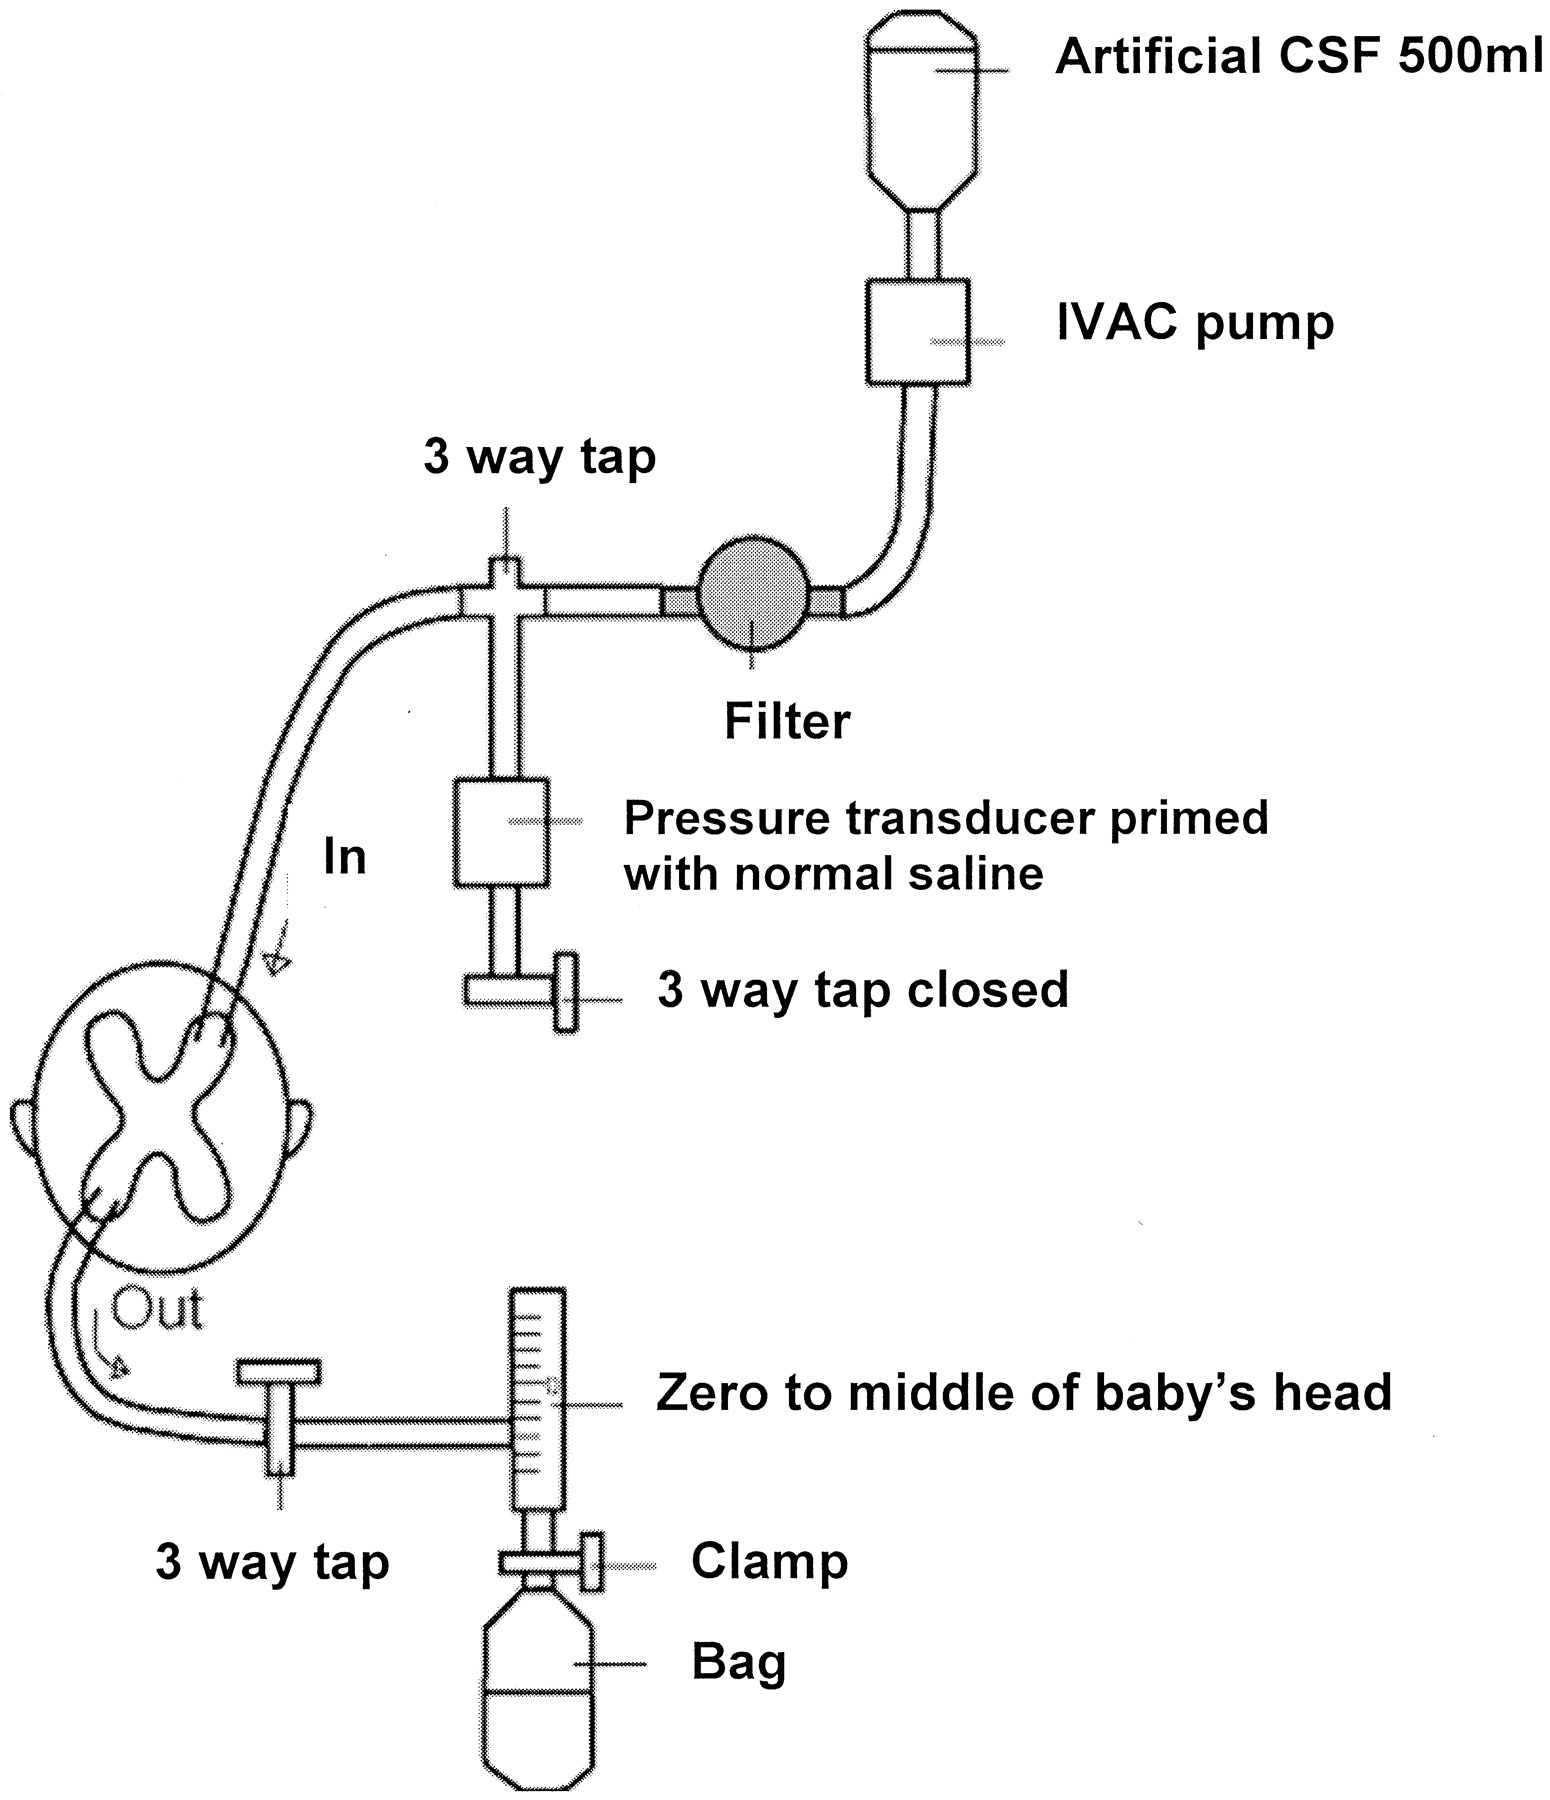 Artificial CSF 500ml
IVAC pump
3 way tap
Filter
Pressure transducer primed
with normal saline
In
3 way tap closed
Out
Zero to middle of baby’s head
3 way tap
Clamp
Bag